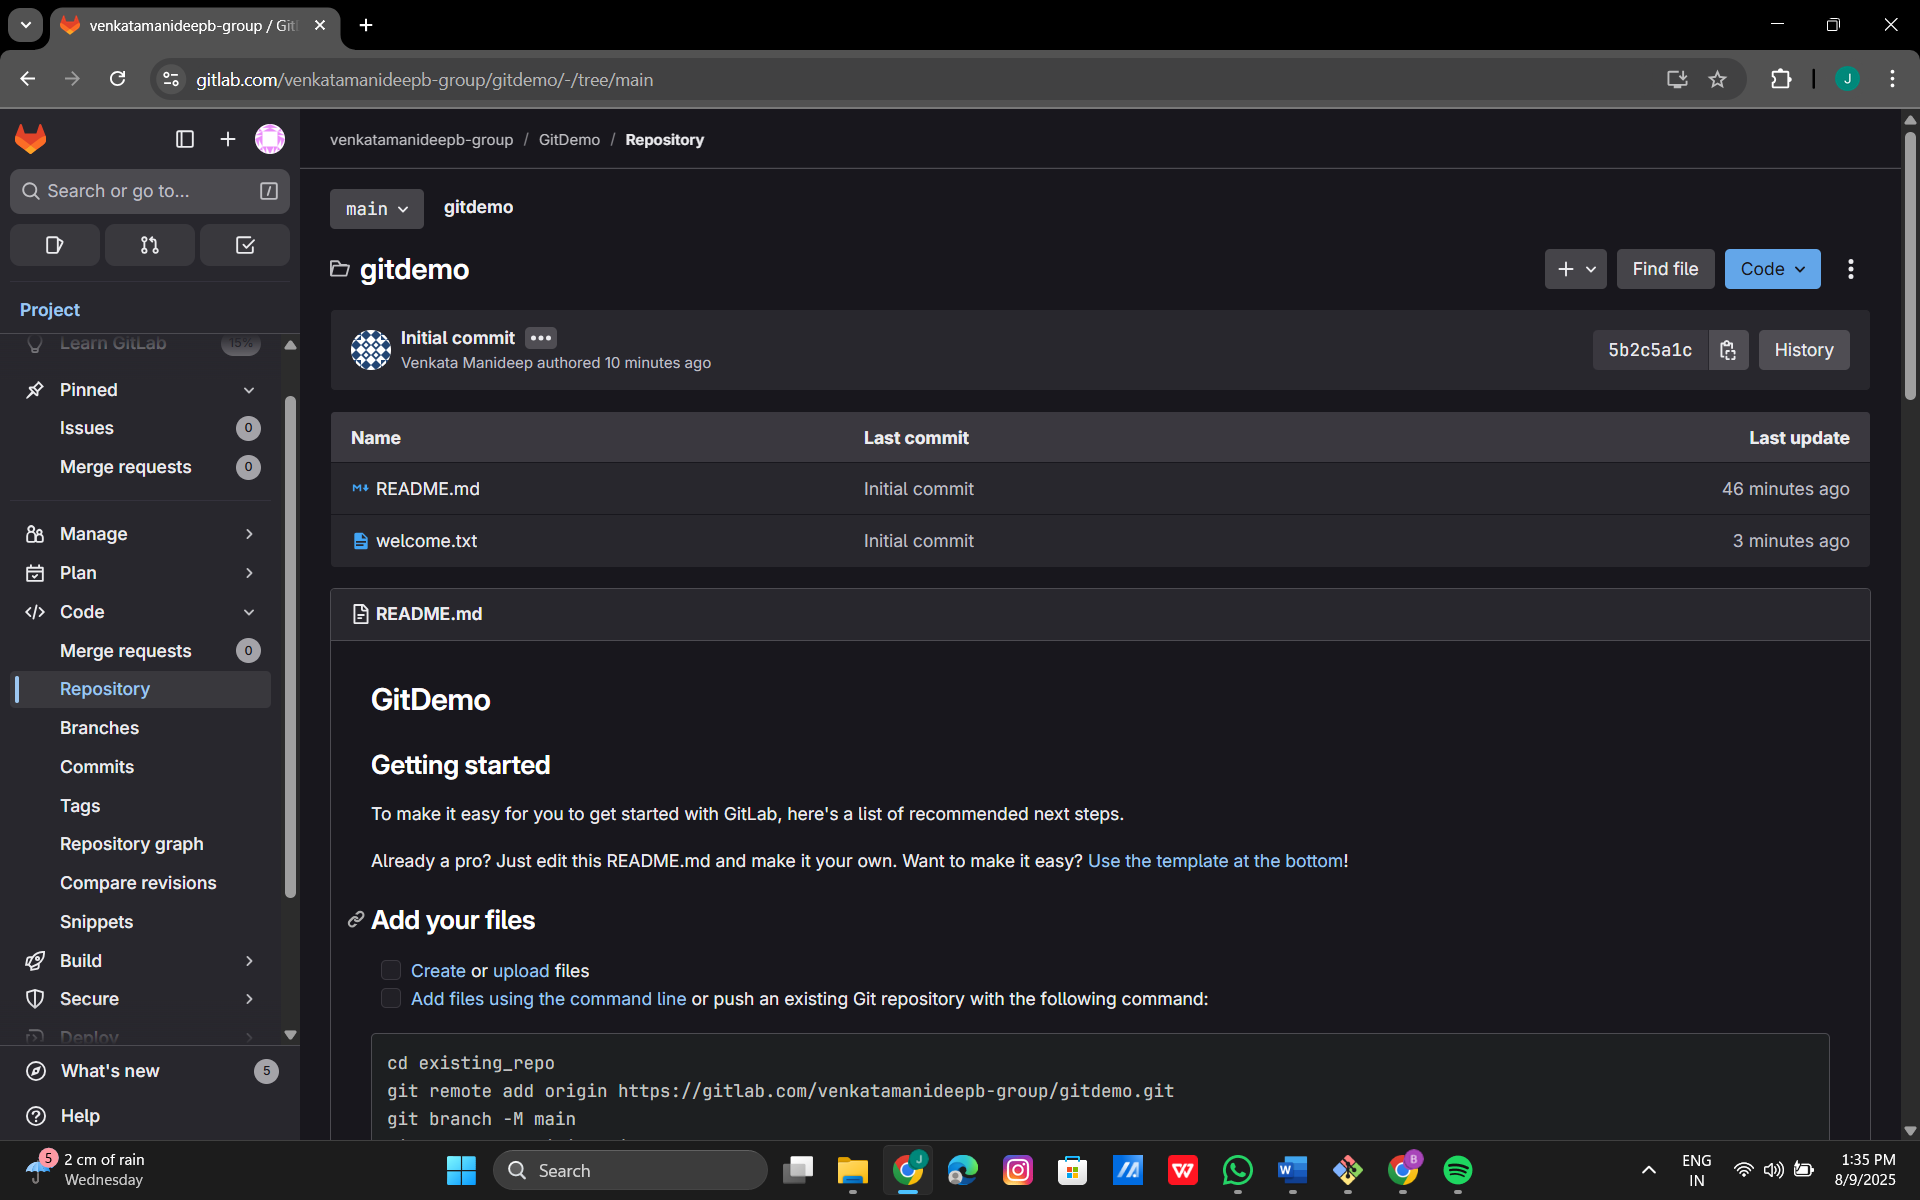 venkatamanideepb-group / Git
gitlab.com/venkatamanideepb-group/gitdemo/-/tree/main
J
Search or go to...
/
Project
Learn GitLab 15%
Pinned
Issues 0
Merge requests 0
Manage
Plan
Code
Merge requests 0
Repository
Branches
Commits
Tags
Repository graph
Compare revisions
Snippets
Build
Secure
Deploy
What's new 5
Help
venkatamanideepb-group / GitDemo / Repository
main gitdemo
gitdemo
Find file
Code
Initial commit
Venkata Manideep authored 10 minutes ago
5b2c5a1c
History
Name Last commit Last update
README.md Initial commit 46 minutes ago
welcome.txt Initial commit 3 minutes ago
README.md
GitDemo
Getting started
To make it easy for you to get started with GitLab, here's a list of recommended next steps.
Already a pro? Just edit this README.md and make it your own. Want to make it easy? Use the template at the bottom!
Add your files
Create or upload files
Add files using the command line or push an existing Git repository with the following command:
cd existing_repo
git remote add origin https://gitlab.com/venkatamanideepb-group/gitdemo.git
git branch -M main
5
2 cm of rain
Wednesday
Search
J
W
B
ENG
IN
1:35 PM
8/9/2025